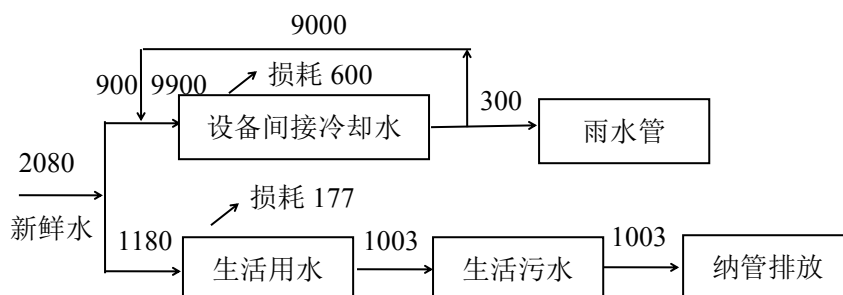 9000
900 9900 损耗 600
设备间接冷却水
300
雨水管
2080
新鲜水
损耗 177
1180
生活用水
1003
生活污水
1003
纳管排放